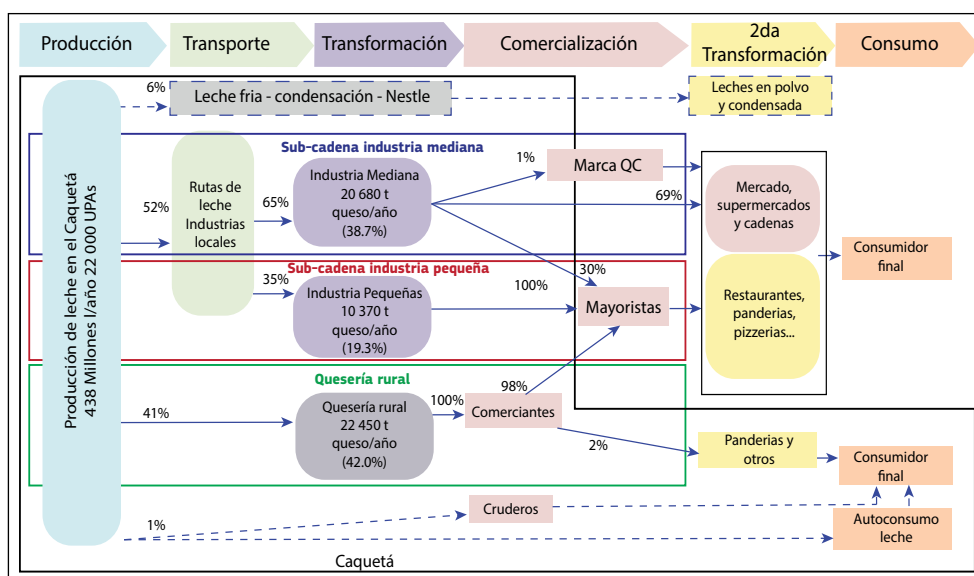 Producción
Transporte
Transformación
Comercialización
2da
Transformación
Consumo
Producción de leche en el Caquetá
438 Millones l/año 22 000 UPAs
6%
Leche fria - condensación - Nestle
Leches en polvo
y condensada
Sub-cadena industria mediana
52%
Rutas de
leche
Industrias
locales
65%
Industria Mediana
20 680 t
queso/año
(38.7%)
1%
Marca QC
69%
30%
Mercado,
supermercados
y cadenas
Consumidor
final
Sub-cadena industria pequeña
35%
Industria Pequeñas
10 370 t
queso/año
(19.3%)
100%
Mayoristas
Restaurantes,
panderias,
pizzerias...
Quesería rural
41%
Quesería rural
22 450 t
queso/año
(42.0%)
100%
Comerciantes
98%
2%
Panderias y
otros
Consumidor
final
1%
Cruderos
Autoconsumo
leche
Caquetá